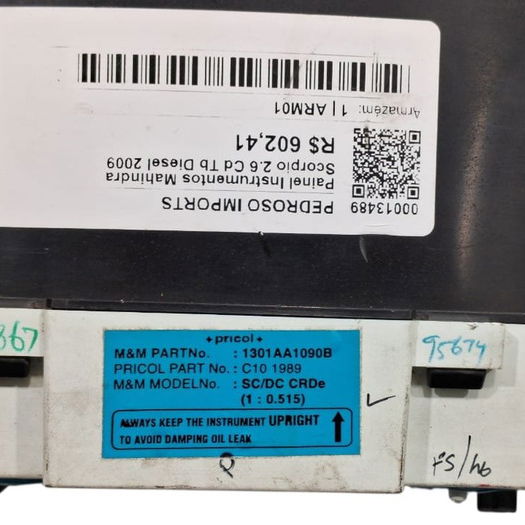 PEDROSO IMPORTS
00013489
Painel Instrumentos Mahindra
Scorpio 2.6 Cd Tb Diesel 2009
R$ 602,41
Armazém: 1 | ARM01
867
+pricol+
M&M PARTNo. : 1301AA1090B
PRICOL PART No. : C10 1989
M&M MODELNo. : SC/DC CRDe
(1 : 0.515)
ALWAYS KEEP THE INSTRUMENT UPRIGHT
TO AVOID DAMPING OIL LEAK
95674